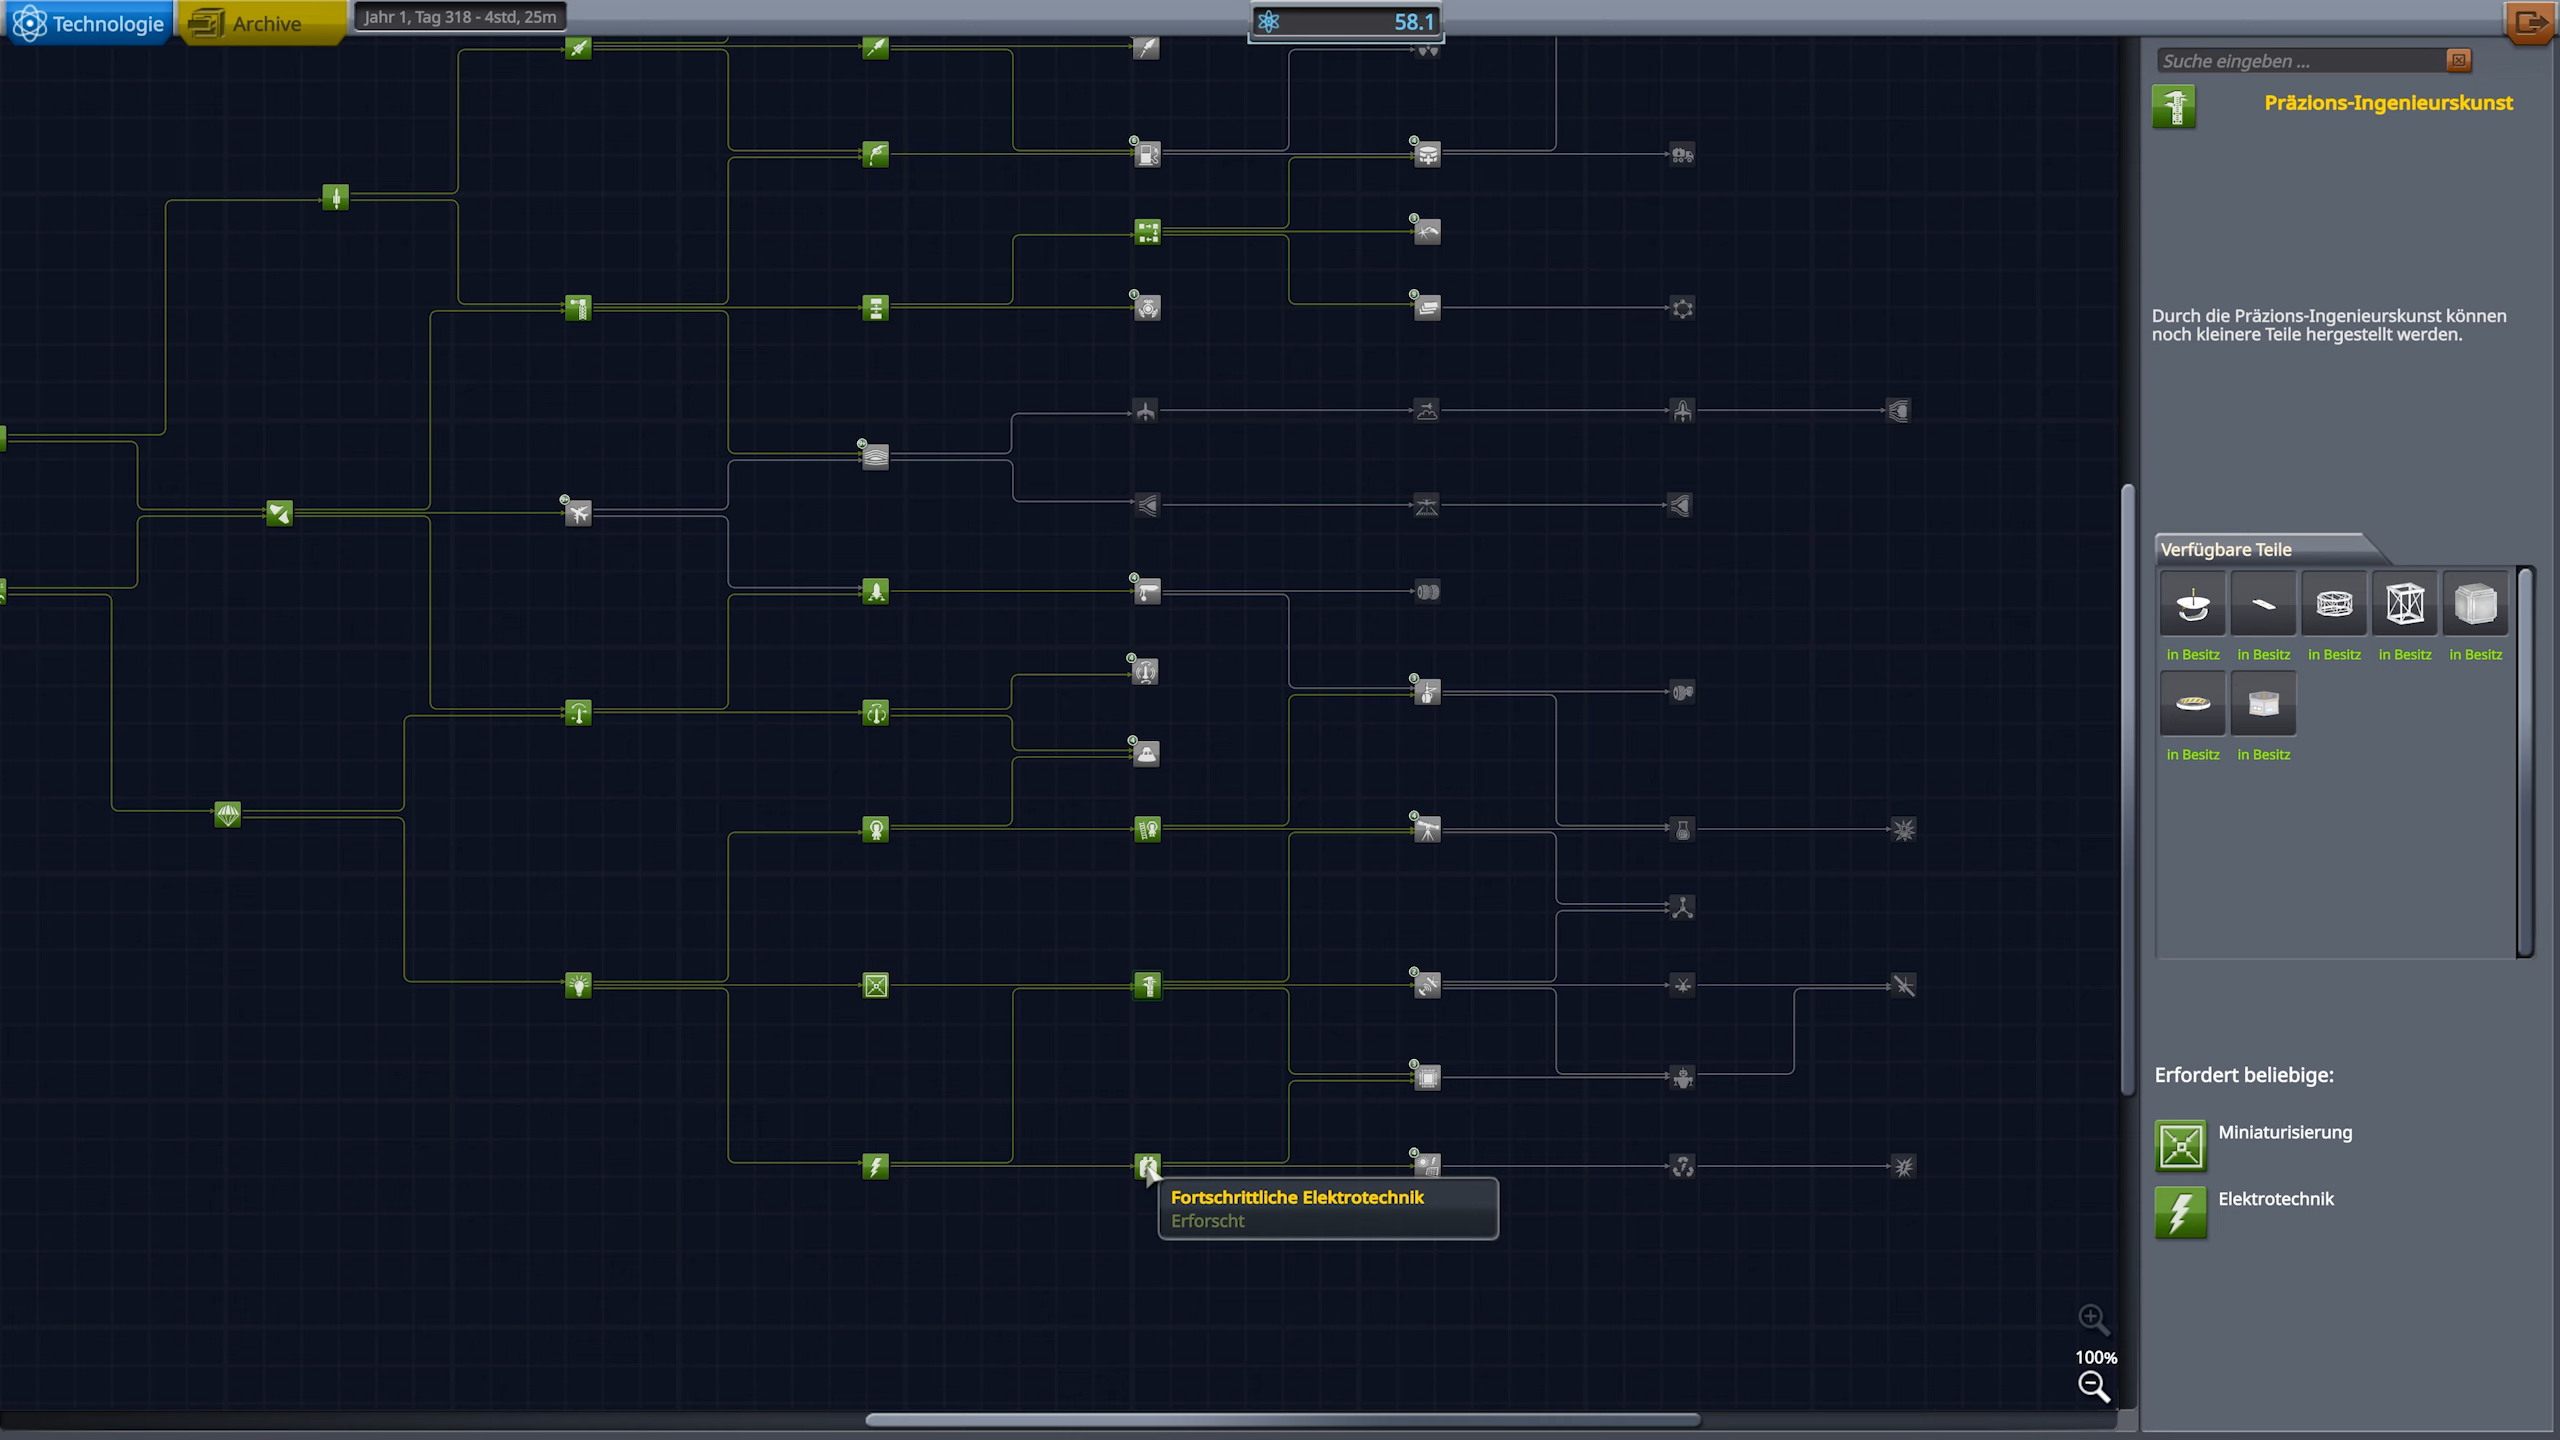 Technologie
Archive
Jahr 1, Tag 318 - 4std, 25m
58.1
Suche eingeben ...
Präzions-Ingenieurskunst
Durch die Präzions-Ingenieurskunst können
noch kleinere Teile hergestellt werden.
Verfügbare Teile
in Besitz in Besitz in Besitz in Besitz in Besitz
in Besitz in Besitz
Erfordert beliebige:
Miniaturisierung
Elektrotechnik
Fortschrittliche Elektrotechnik
Erforscht
100%